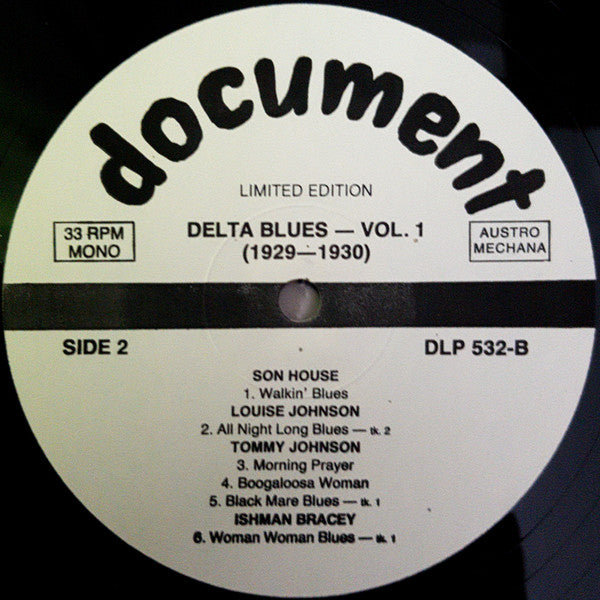 document
LIMITED EDITION
33 RPM
MONO
DELTA BLUES — VOL. 1
(1929—1930)
AUSTRO
MECHANA
SIDE 2
DLP 532-B
SON HOUSE
1. Walkin' Blues
LOUISE JOHNSON
2. All Night Long Blues — tk. 2
TOMMY JOHNSON
3. Morning Prayer
4. Boogaloosa Woman
5. Black Mare Blues — tk. 1
ISHMAN BRACEY
6. Woman Woman Blues — tk. 1